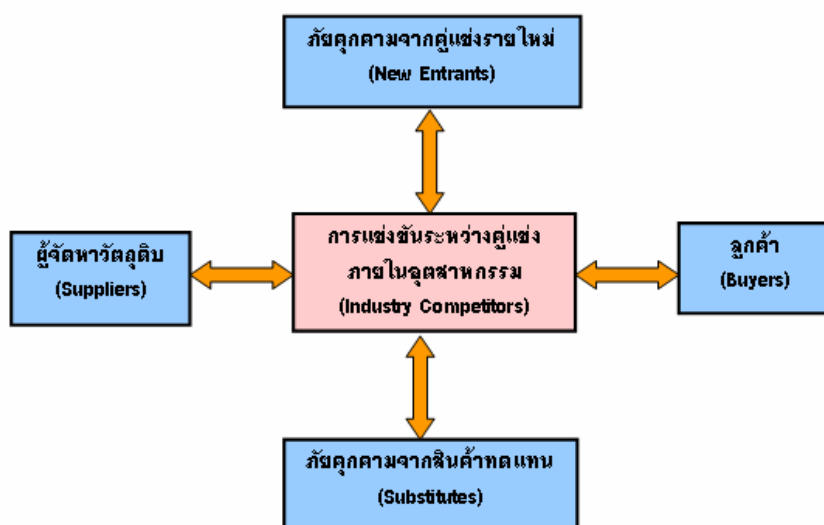 ภัยคุกคามจากคู่แข่งรายใหม่
(New Entrants)
ผู้จัดหาวัตถุดิบ
(Suppliers)
การแข่งขันระหว่างคู่แข่ง
ภายในอุตสาหกรรม
(Industry Competitors)
ลูกค้า
(Buyers)
ภัยคุกคามจากสินค้าทดแทน
(Substitutes)